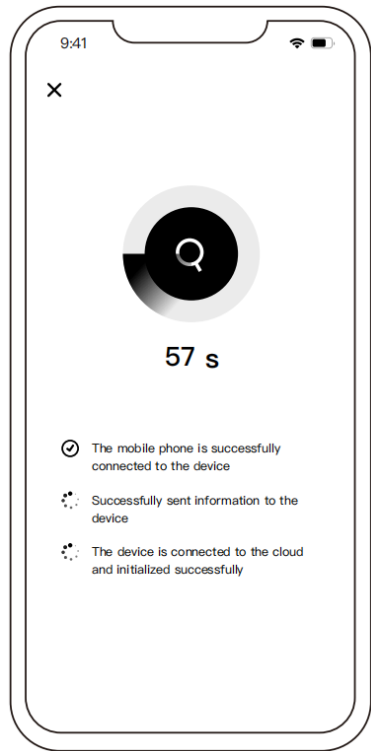 9:41
57 s
The mobile phone is successfully
connected to the device
Successfully sent information to the
device
The device is connected to the cloud
and initialized successfully